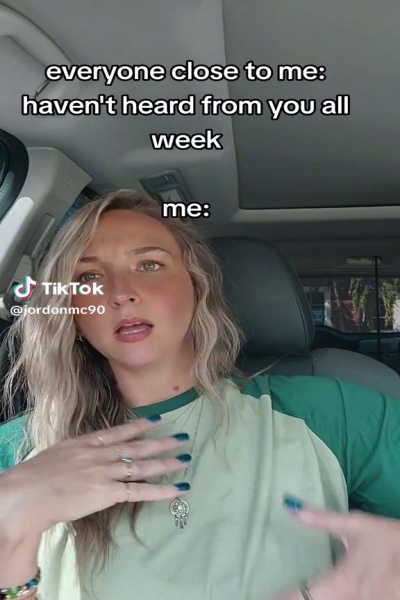 everyone close to me:
haven't heard from you all
week
me:
TikTok
@jordonmc90